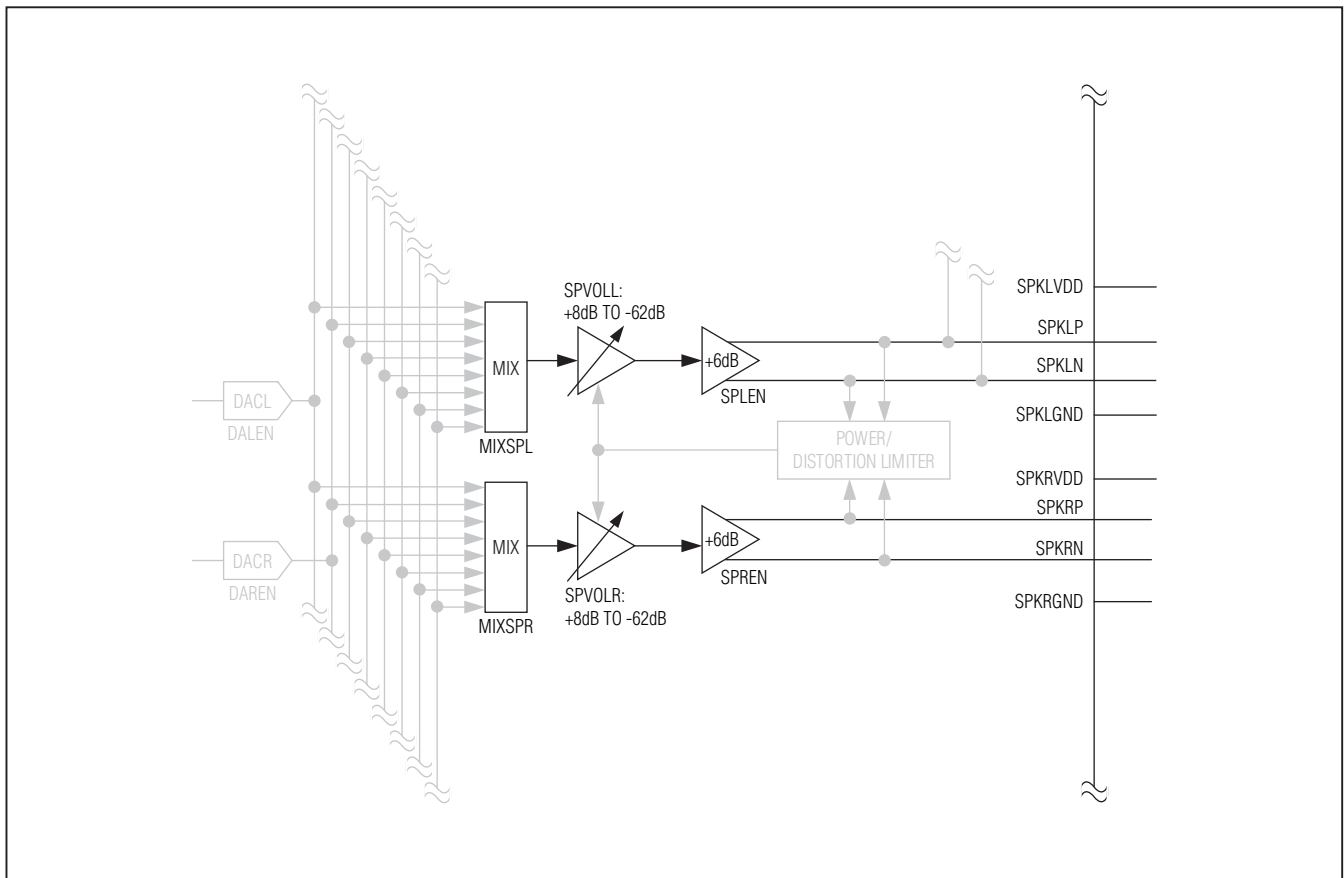 SPVOLL:
+8dB TO -62dB
SPKLVDD
SPKLP
MIX
+6dB
SPKLN
DACL
SPLEN
DALEN
SPKLGND
MIXSPL
POWER/
DISTORTION LIMITER
SPKRVDD
SPKRP
MIX
+6dB
SPKRN
DACR
SPREN
DAREN
SPVOLR:
+8dB TO -62dB
SPKRGND
MIXSPR